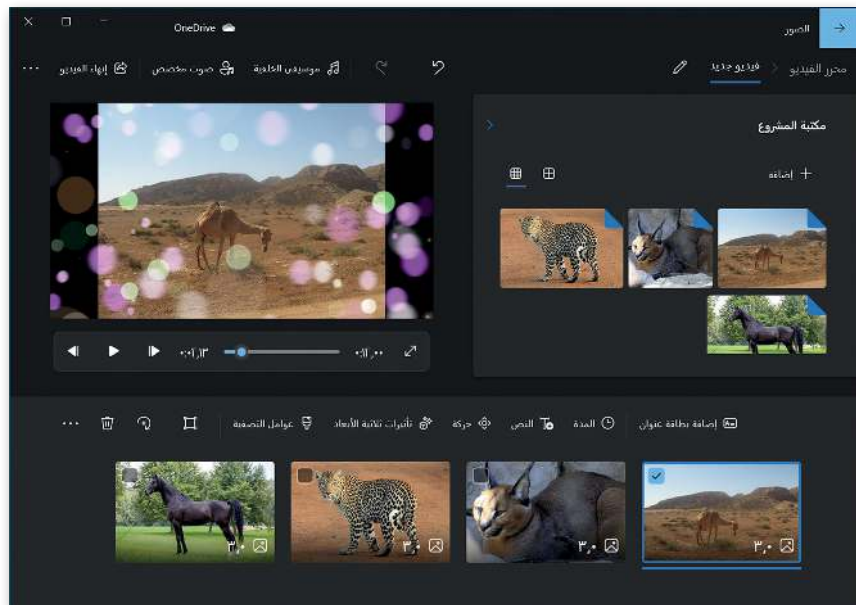 الصور
OneDrive
محرر الفيديو > فيديو جديد
موسيقى الخلفية
صوت مخصص
إنهاء الفيديو
مكتبة المشروع
+ إضافة
٠:٠١,١٣
٠:١٢,٠٠
إضافة بطاقة عنوان
المدة
النص
حركة
تأثيرات ثلاثية الأبعاد
عوامل التصفية
٣,٠
٣,٠
٣,٠
٣,٠